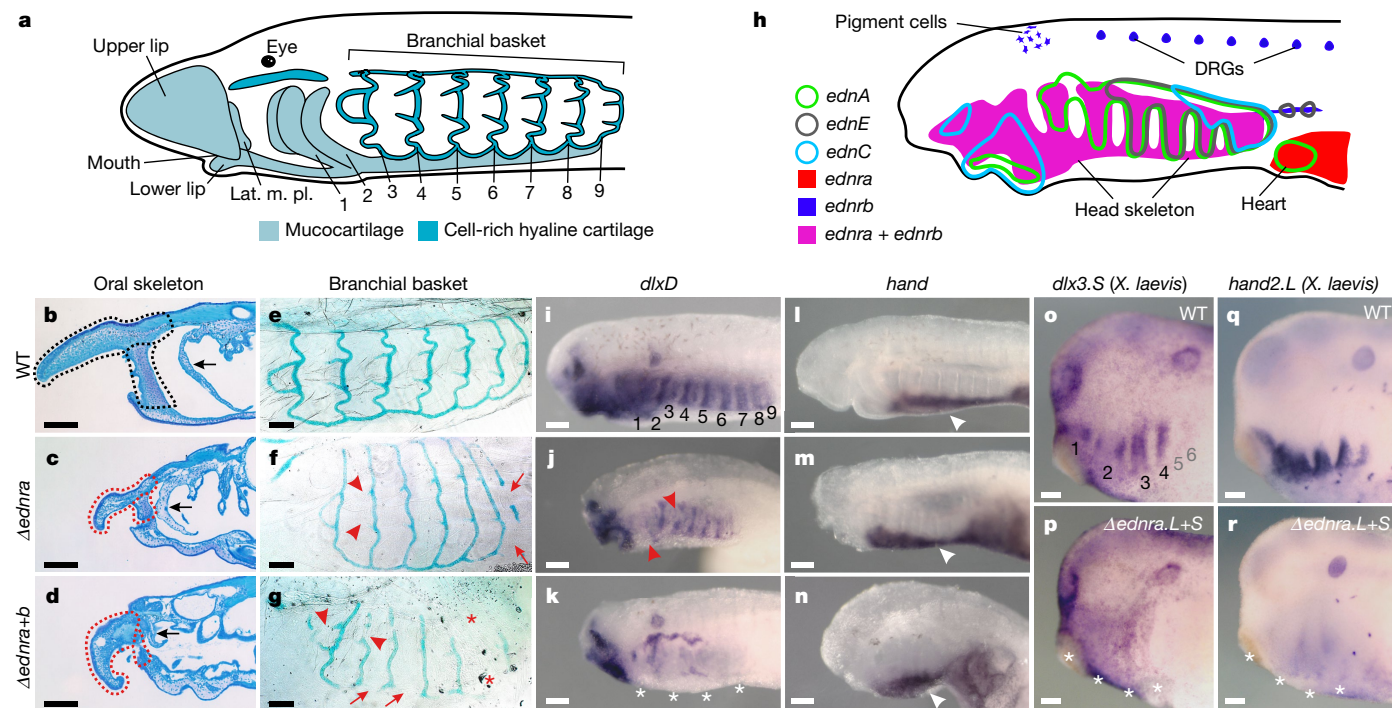 a
Upper lip
Eye
Branchial basket
Mouth
Lower lip
Lat. m. pl.
1 2 3 4 5 6 7 8 9
Mucocartilage
Cell-rich hyaline cartilage
h
Pigment cells
DRGs
ednA
ednE
ednC
ednra
ednrb
ednra + ednrb
Head skeleton
Heart
Oral skeleton
Branchial basket
dlxD
hand
dlx3.S (X. laevis)
hand2.L (X. laevis)
WT
b
e
i
1 2 3 4 5 6 7 8 9
l
o
WT
1 2 3 4 5 6
q
WT
Δednra
c
f
j
m
p
Δednra.L+S
r
Δednra.L+S
Δednra+b
d
g
*
*
k
* * * *
n
* * * *
* * * *